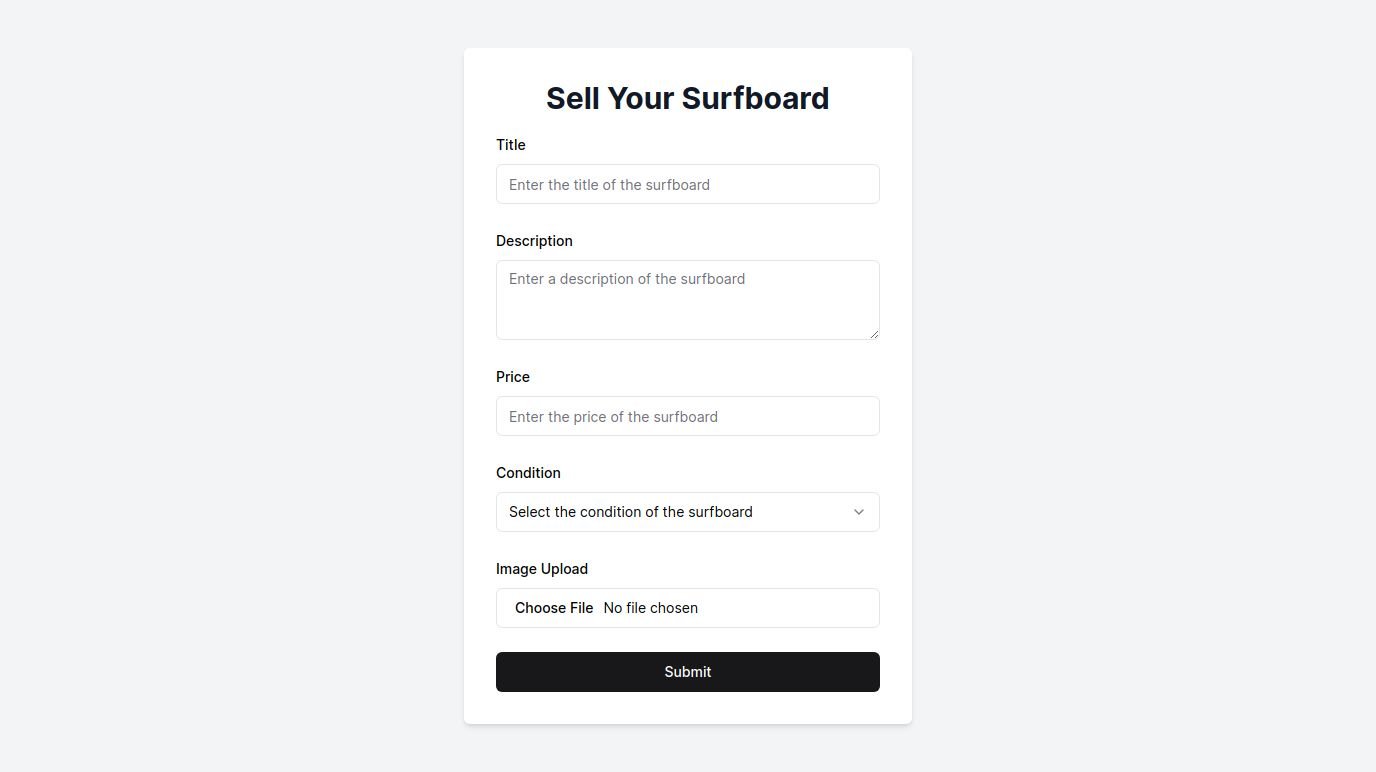 Sell Your Surfboard
Title
Enter the title of the surfboard
Description
Enter a description of the surfboard
Price
Enter the price of the surfboard
Condition
Select the condition of the surfboard
Image Upload
Choose File No file chosen
Submit